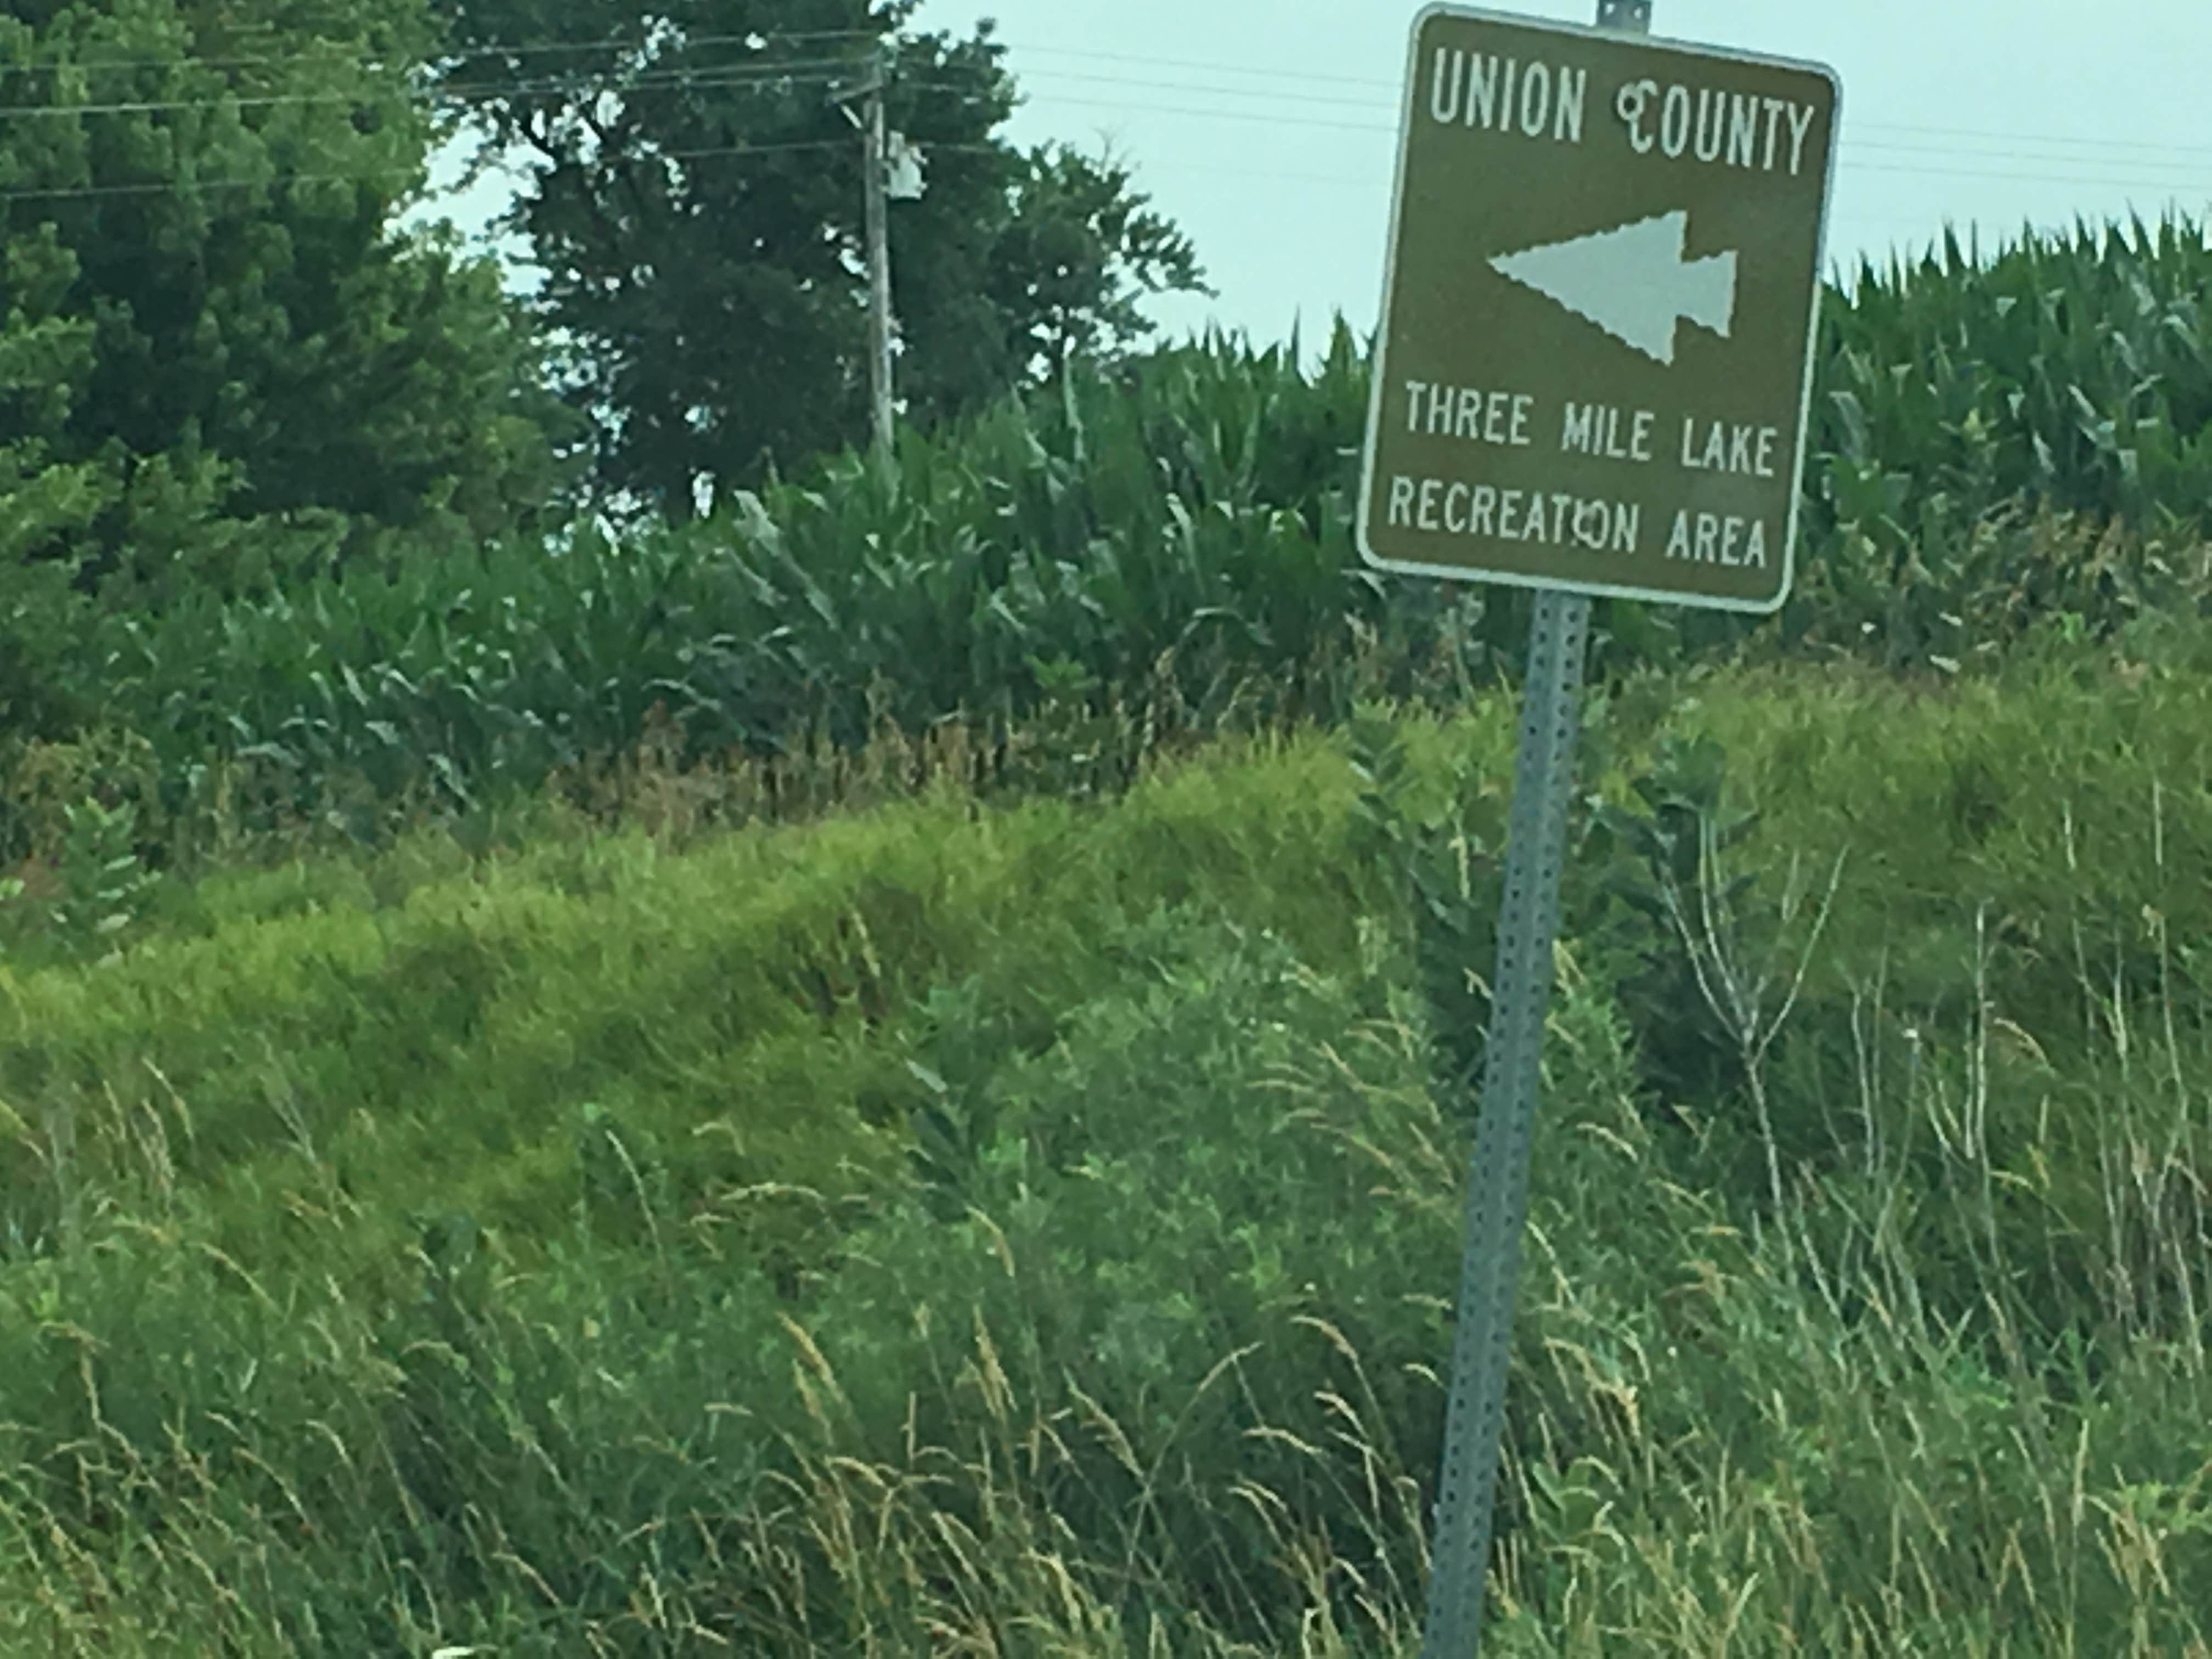 UNION COUNTY
THREE MILE LAKE
RECREATION AREA